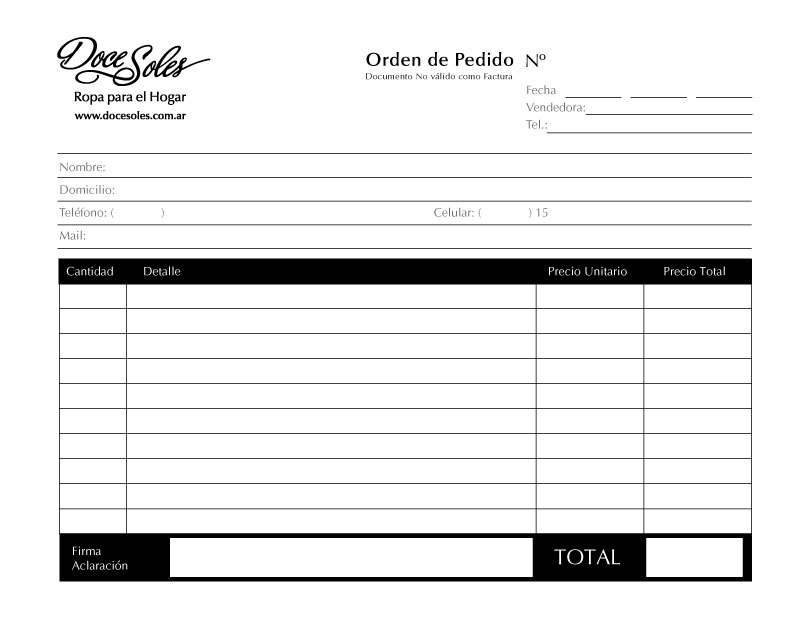 Doce Soles
Ropa para el Hogar
www.docesoles.com.ar
Orden de Pedido Nº
Documento No válido como Factura
Fecha
Vendedora:
Tel.:
Nombre:
Domicilio:
Teléfono: ( ) Celular: ( ) 15
Mail:
Cantidad Detalle Precio Unitario Precio Total
Firma
Aclaración
TOTAL